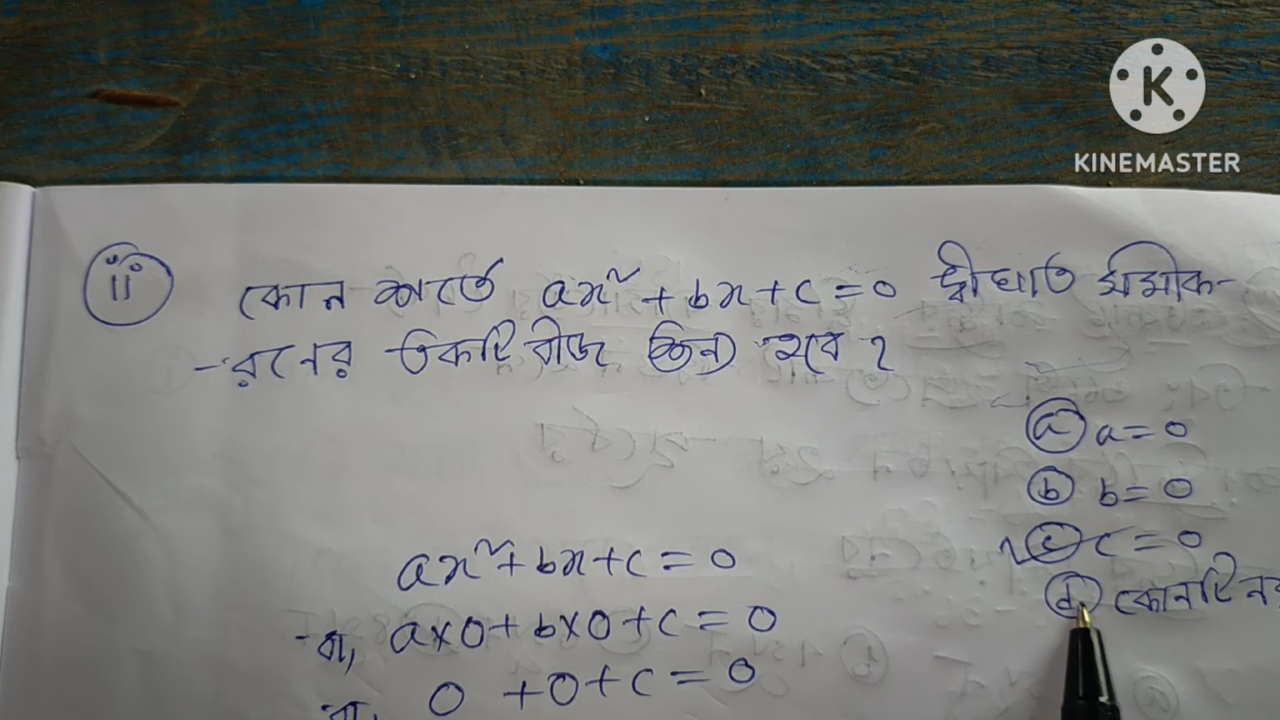 KINEMASTER
ii কোন শর্তে ax² + bx + c = 0 দ্বীঘাত সমীক-
-রনের একটি বীজ শুন্য হবে ?
ⓐ a = 0
ⓑ b = 0
ⓒ c = 0
ⓓ কোনটি নয়
ax² + bx + c = 0
বা, a×0 + b×0 + c = 0
বা, 0 + 0 + c = 0